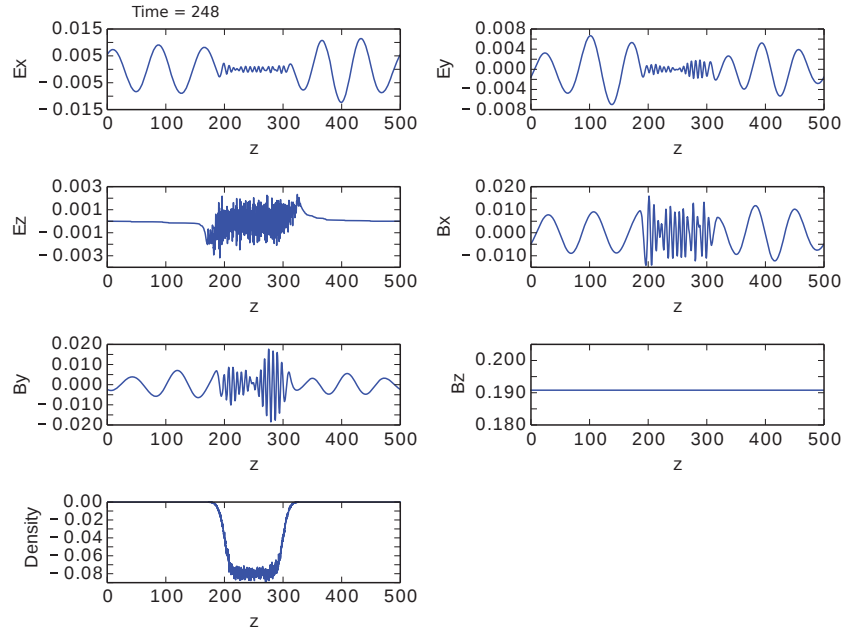 Time = 248
0.015
0.005
−0.005
−0.015
Ex
0 100 200 300 400 500
z
0.008
0.004
0.000
−0.004
−0.008
Ey
0 100 200 300 400 500
z
0.003
0.001
−0.001
−0.003
Ez
0 100 200 300 400 500
z
0.020
0.010
0.000
−0.010
Bx
0 100 200 300 400 500
z
0.020
0.010
0.000
−0.010
−0.020
By
0 100 200 300 400 500
z
0.200
0.190
0.180
Bz
0 100 200 300 400 500
z
0.00
−0.02
−0.04
−0.06
−0.08
Density
0 100 200 300 400 500
z